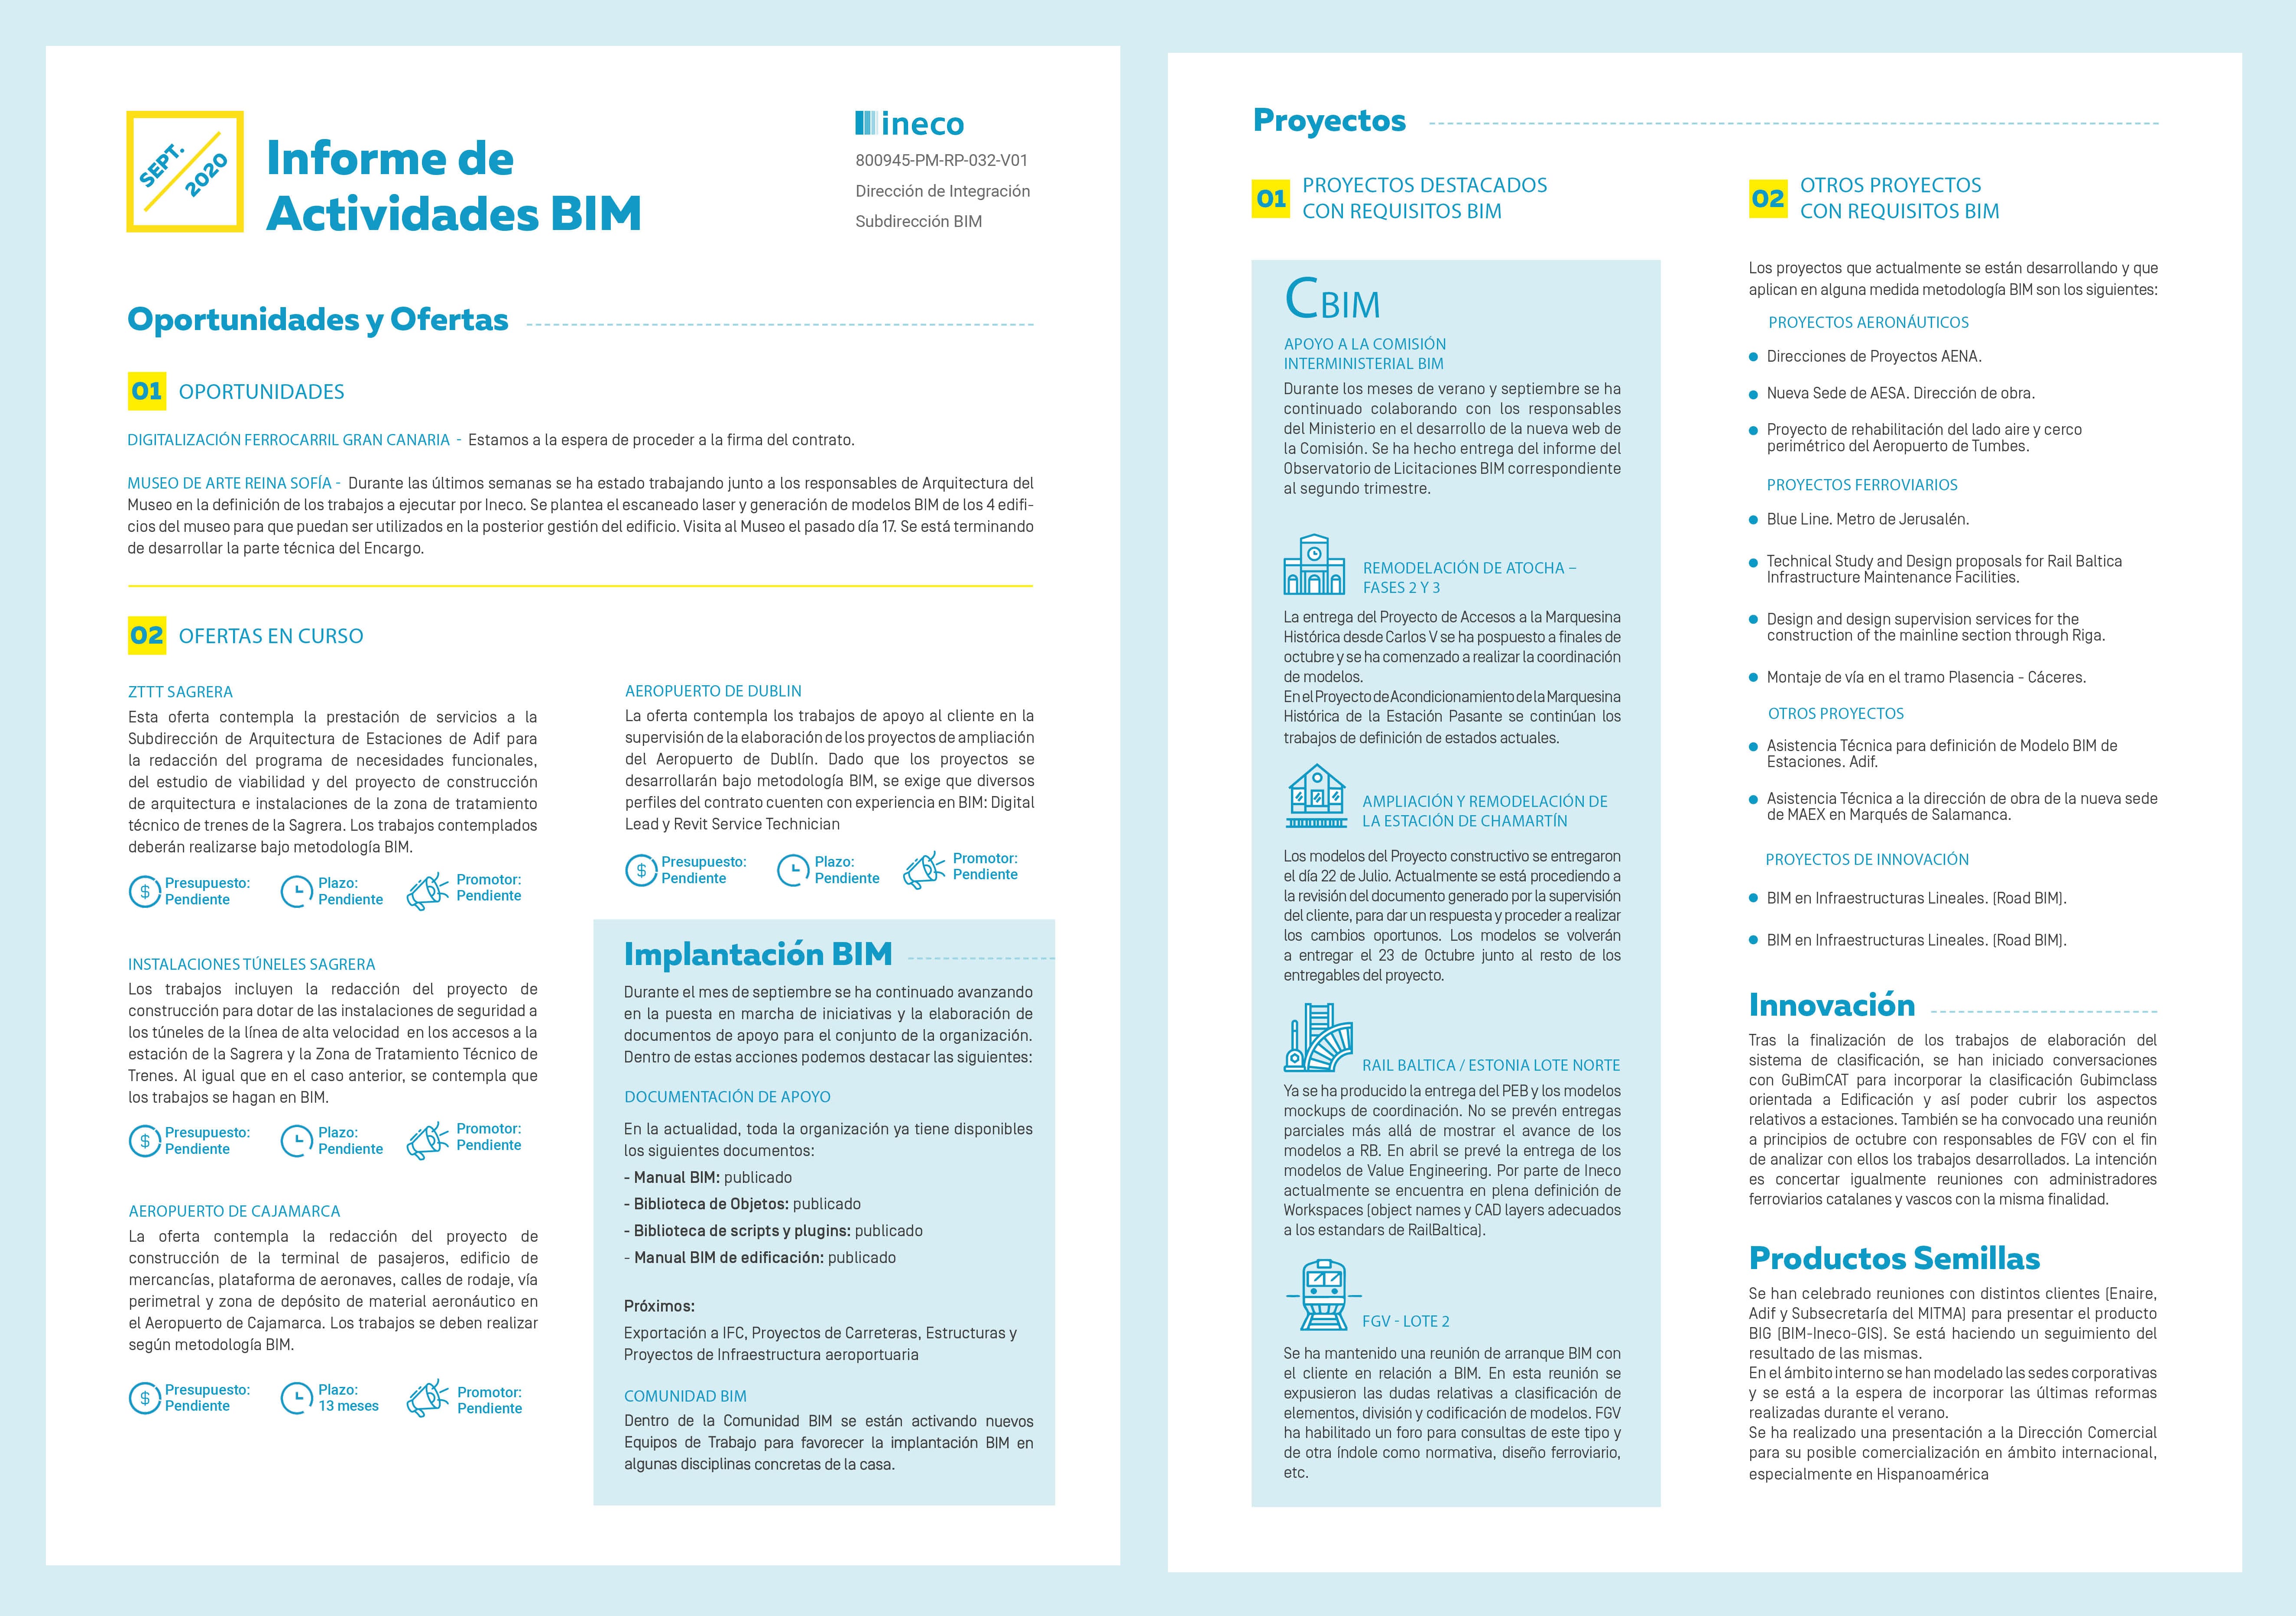 SEPT.
2020
Informe de
Actividades BIM
ineco
800945-PM-RP-032-V01
Dirección de Integración
Subdirección BIM
Oportunidades y Ofertas
01 OPORTUNIDADES
DIGITALIZACIÓN FERROCARRIL GRAN CANARIA - Estamos a la espera de proceder a la firma del contrato.
MUSEO DE ARTE REINA SOFÍA - Durante las últimos semanas se ha estado trabajando junto a los responsables de Arquitectura del
Museo en la definición de los trabajos a ejecutar por Ineco. Se plantea el escaneado laser y generación de modelos BIM de los 4 edifi-
cios del museo para que puedan ser utilizados en la posterior gestión del edificio. Visita al Museo el pasado día 17. Se está terminando
de desarrollar la parte técnica del Encargo.
02 OFERTAS EN CURSO
ZTTT SAGRERA
Esta oferta contempla la prestación de servicios a la
Subdirección de Arquitectura de Estaciones de Adif para
la redacción del programa de necesidades funcionales,
del estudio de viabilidad y del proyecto de construcción
de arquitectura e instalaciones de la zona de tratamiento
técnico de trenes de la Sagrera. Los trabajos contemplados
deberán realizarse bajo metodología BIM.
Presupuesto: Plazo: Promotor:
Pendiente Pendiente Pendiente
INSTALACIONES TÚNELES SAGRERA
Los trabajos incluyen la redacción del proyecto de
construcción para dotar de las instalaciones de seguridad a
los túneles de la línea de alta velocidad en los accesos a la
estación de la Sagrera y la Zona de Tratamiento Técnico de
Trenes. Al igual que en el caso anterior, se contempla que
los trabajos se hagan en BIM.
Presupuesto: Plazo: Promotor:
Pendiente Pendiente Pendiente
AEROPUERTO DE CAJAMARCA
La oferta contempla la redacción del proyecto de
construcción de la terminal de pasajeros, edificio de
mercancías, plataforma de aeronaves, calles de rodaje, vía
perimetral y zona de depósito de material aeronáutico en
el Aeropuerto de Cajamarca. Los trabajos se deben realizar
según metodología BIM.
Presupuesto: Plazo: Promotor:
Pendiente 13 meses Pendiente
AEROPUERTO DE DUBLIN
La oferta contempla los trabajos de apoyo al cliente en la
supervisión de la elaboración de los proyectos de ampliación
del Aeropuerto de Dublín. Dado que los proyectos se
desarrollarán bajo metodología BIM, se exige que diversos
perfiles del contrato cuenten con experiencia en BIM: Digital
Lead y Revit Service Technician
Presupuesto: Plazo: Promotor:
Pendiente Pendiente Pendiente
Implantación BIM
Durante el mes de septiembre se ha continuado avanzando
en la puesta en marcha de iniciativas y la elaboración de
documentos de apoyo para el conjunto de la organización.
Dentro de estas acciones podemos destacar las siguientes:
DOCUMENTACIÓN DE APOYO
En la actualidad, toda la organización ya tiene disponibles
los siguientes documentos:
- Manual BIM: publicado
- Biblioteca de Objetos: publicado
- Biblioteca de scripts y plugins: publicado
- Manual BIM de edificación: publicado
Próximos:
Exportación a IFC, Proyectos de Carreteras, Estructuras y
Proyectos de Infraestructura aeroportuaria
COMUNIDAD BIM
Dentro de la Comunidad BIM se están activando nuevos
Equipos de Trabajo para favorecer la implantación BIM en
algunas disciplinas concretas de la casa.
Proyectos
01 PROYECTOS DESTACADOS
CON REQUISITOS BIM
CBIM
APOYO A LA COMISIÓN
INTERMINISTERIAL BIM
Durante los meses de verano y septiembre se ha
continuado colaborando con los responsables
del Ministerio en el desarrollo de la nueva web de
la Comisión. Se ha hecho entrega del informe del
Observatorio de Licitaciones BIM correspondiente
al segundo trimestre.
REMODELACIÓN DE ATOCHA –
FASES 2 Y 3
La entrega del Proyecto de Accesos a la Marquesina
Histórica desde Carlos V se ha pospuesto a finales de
octubre y se ha comenzado a realizar la coordinación
de modelos.
En el Proyecto de Acondicionamiento de la Marquesina
Histórica de la Estación Pasante se continúan los
trabajos de definición de estados actuales.
AMPLIACIÓN Y REMODELACIÓN DE
LA ESTACIÓN DE CHAMARTÍN
Los modelos del Proyecto constructivo se entregaron
el día 22 de Julio. Actualmente se está procediendo a
la revisión del documento generado por la supervisión
del cliente, para dar un respuesta y proceder a realizar
los cambios oportunos. Los modelos se volverán
a entregar el 23 de Octubre junto al resto de los
entregables del proyecto.
RAIL BALTICA / ESTONIA LOTE NORTE
Ya se ha producido la entrega del PEB y los modelos
mockups de coordinación. No se prevén entregas
parciales más allá de mostrar el avance de los
modelos a RB. En abril se prevé la entrega de los
modelos de Value Engineering. Por parte de Ineco
actualmente se encuentra en plena definición de
Workspaces (object names y CAD layers adecuados
a los estandars de RailBaltica).
FGV - LOTE 2
Se ha mantenido una reunión de arranque BIM con
el cliente en relación a BIM. En esta reunión se
expusieron las dudas relativas a clasificación de
elementos, división y codificación de modelos. FGV
ha habilitado un foro para consultas de este tipo y
de otra índole como normativa, diseño ferroviario,
etc.
02 OTROS PROYECTOS
CON REQUISITOS BIM
Los proyectos que actualmente se están desarrollando y que
aplican en alguna medida metodología BIM son los siguientes:
PROYECTOS AERONÁUTICOS
Direcciones de Proyectos AENA.
Nueva Sede de AESA. Dirección de obra.
Proyecto de rehabilitación del lado aire y cerco
perimétrico del Aeropuerto de Tumbes.
PROYECTOS FERROVIARIOS
Blue Line. Metro de Jerusalén.
Technical Study and Design proposals for Rail Baltica
Infrastructure Maintenance Facilities.
Design and design supervision services for the
construction of the mainline section through Riga.
Montaje de vía en el tramo Plasencia - Cáceres.
OTROS PROYECTOS
Asistencia Técnica para definición de Modelo BIM de
Estaciones. Adif.
Asistencia Técnica a la dirección de obra de la nueva sede
de MAEX en Marqués de Salamanca.
PROYECTOS DE INNOVACIÓN
BIM en Infraestructuras Lineales. (Road BIM).
BIM en Infraestructuras Lineales. (Road BIM).
Innovación
Tras la finalización de los trabajos de elaboración del
sistema de clasificación, se han iniciado conversaciones
con GuBimCAT para incorporar la clasificación Gubimclass
orientada a Edificación y así poder cubrir los aspectos
relativos a estaciones. También se ha convocado una reunión
a principios de octubre con responsables de FGV con el fin
de analizar con ellos los trabajos desarrollados. La intención
es concertar igualmente reuniones con administradores
ferroviarios catalanes y vascos con la misma finalidad.
Productos Semillas
Se han celebrado reuniones con distintos clientes (Enaire,
Adif y Subsecretaría del MITMA) para presentar el producto
BIG (BIM-Ineco-GIS). Se está haciendo un seguimiento del
resultado de las mismas.
En el ámbito interno se han modelado las sedes corporativas
y se está a la espera de incorporar las últimas reformas
realizadas durante el verano.
Se ha realizado una presentación a la Dirección Comercial
para su posible comercialización en ámbito internacional,
especialmente en Hispanoamérica